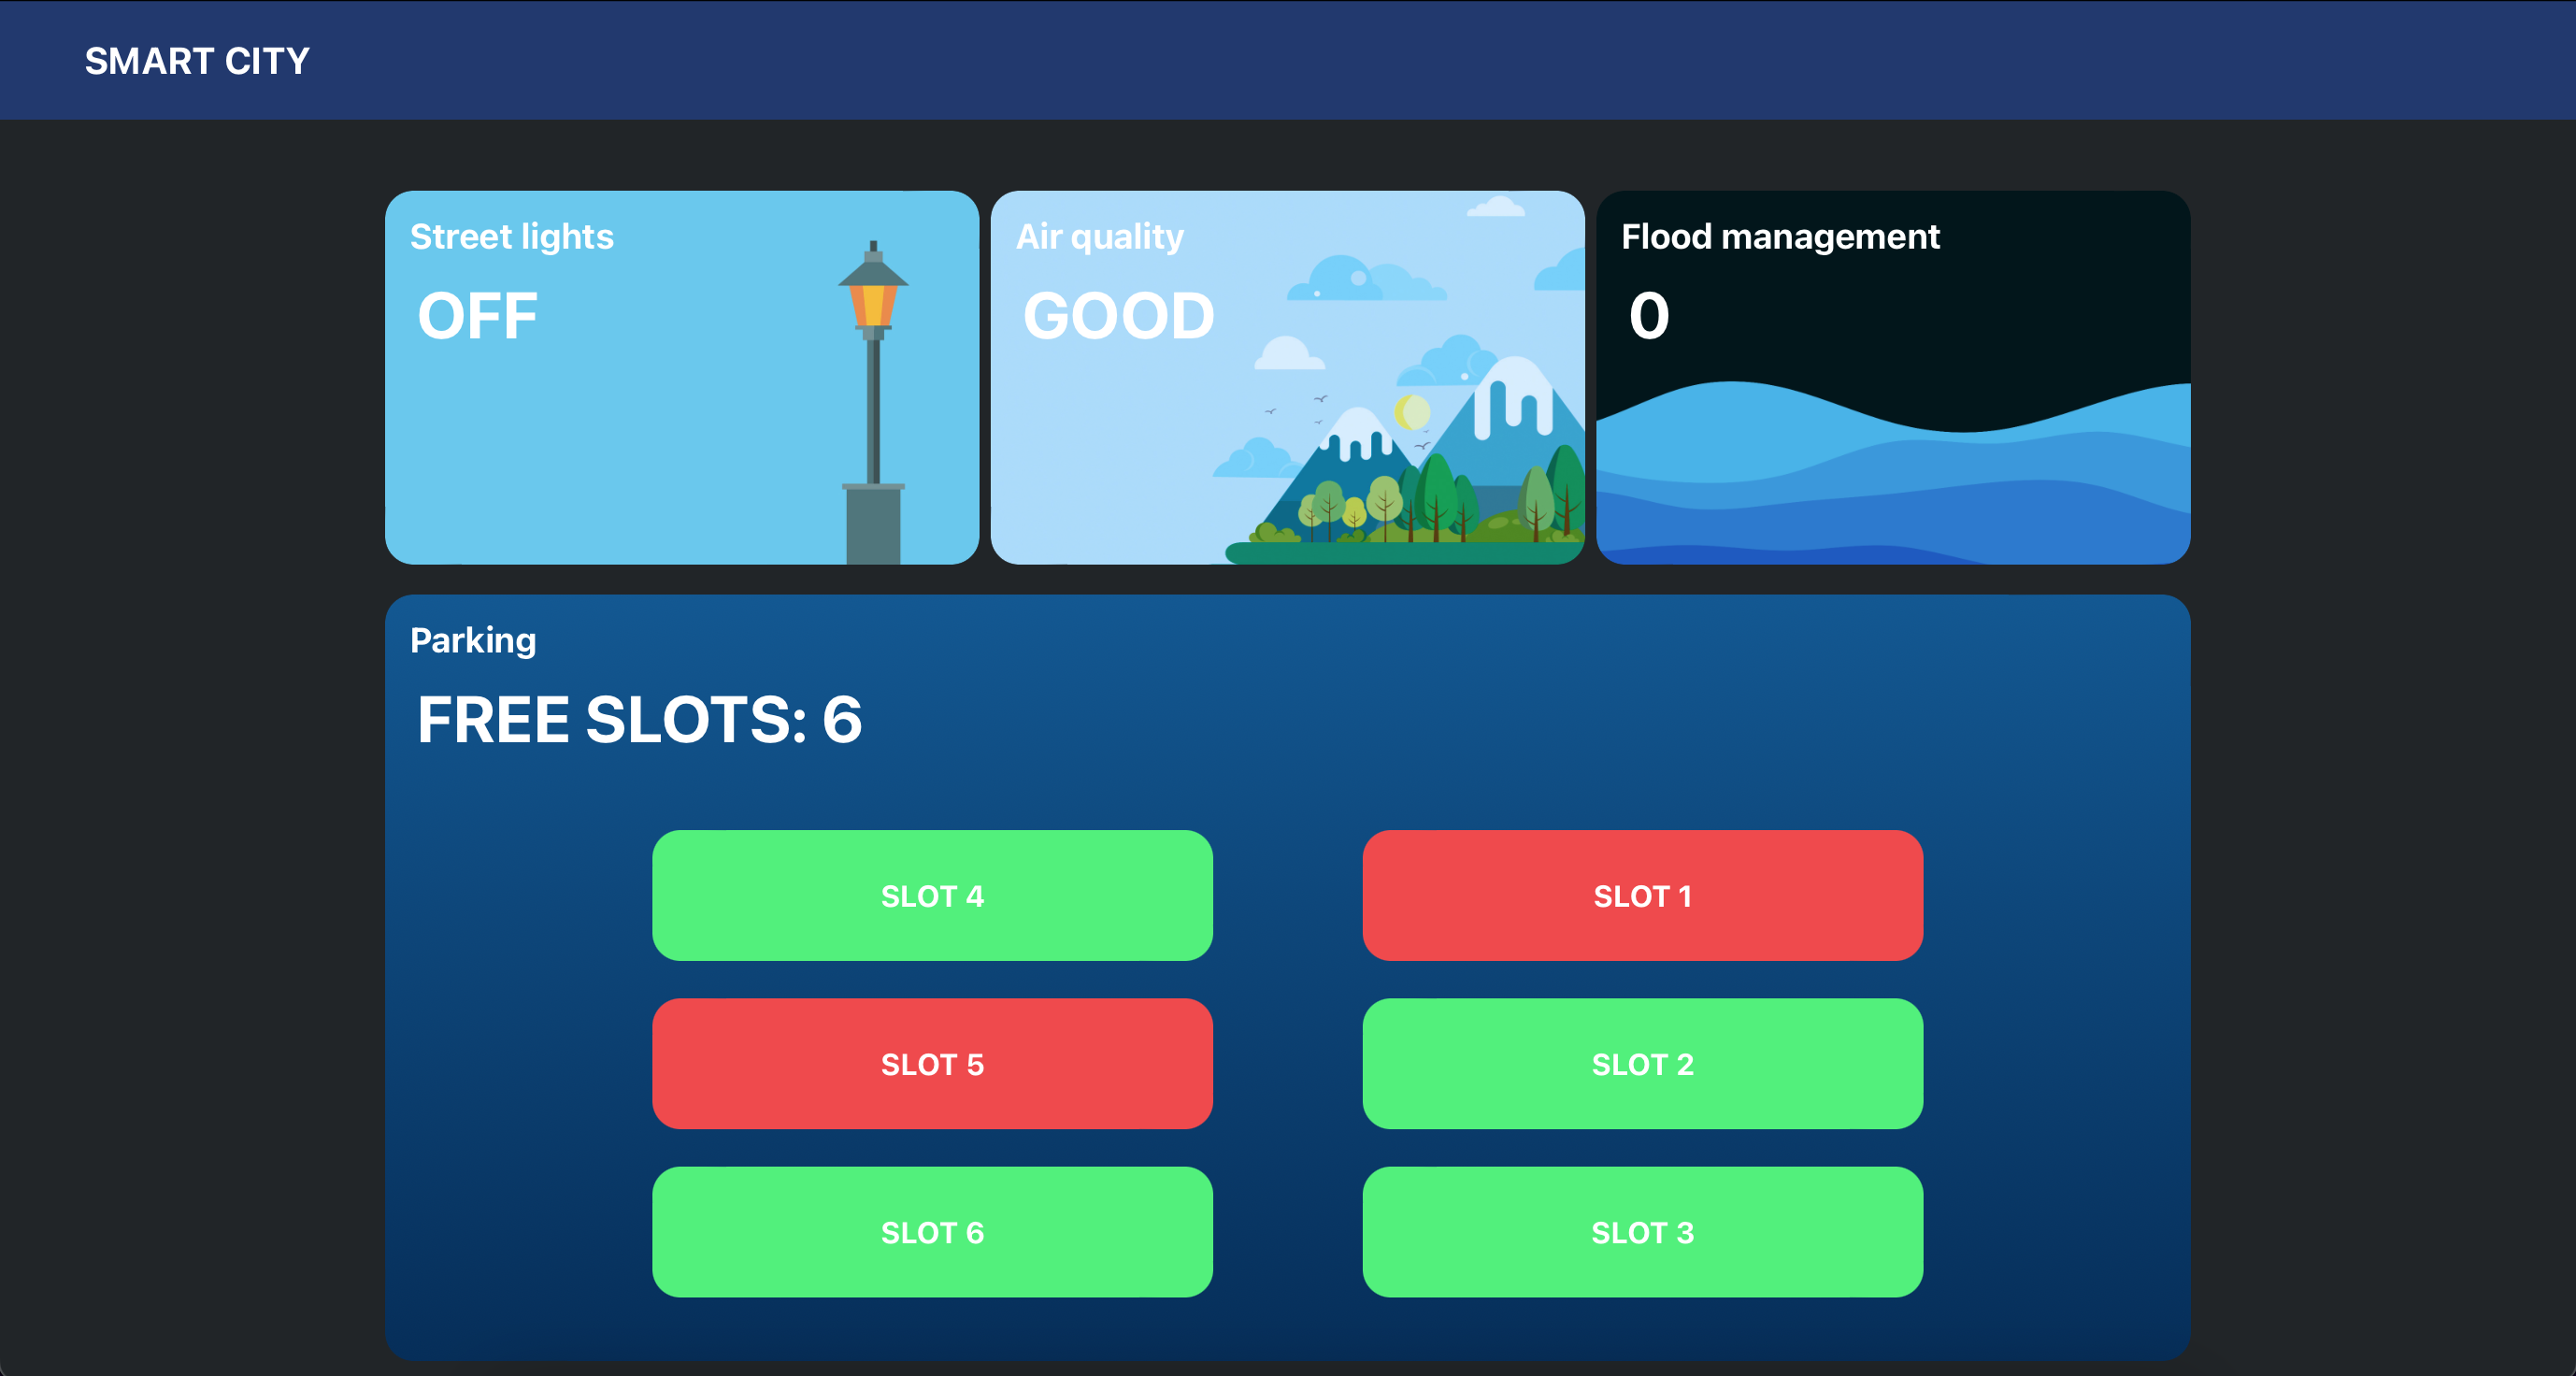 SMART CITY
Street lights
OFF
Air quality
GOOD
Flood management
0
Parking
FREE SLOTS: 6
SLOT 4
SLOT 1
SLOT 5
SLOT 2
SLOT 6
SLOT 3